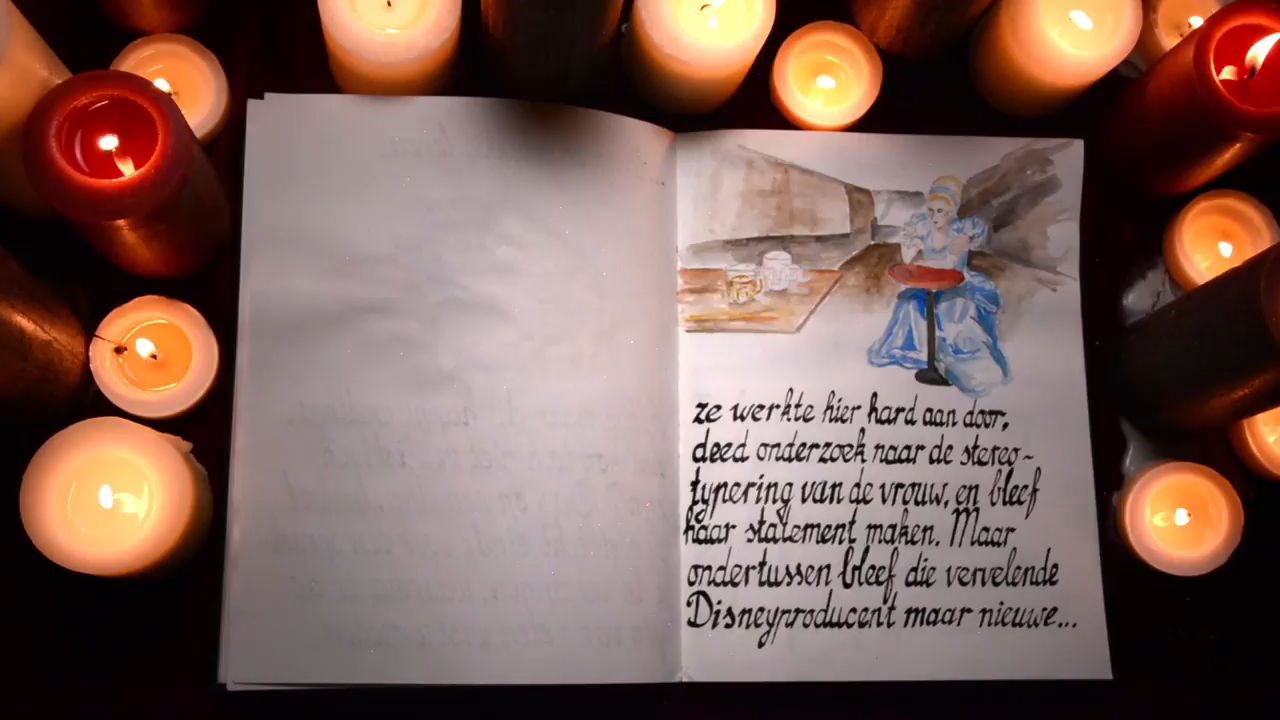 ze werkte hier hard aan door,
deed onderzoek naar de stereo-
typering van de vrouw, en bleef
haar statement maken. Maar
ondertussen bleef die vervelende
Disneyproducent maar nieuwe...